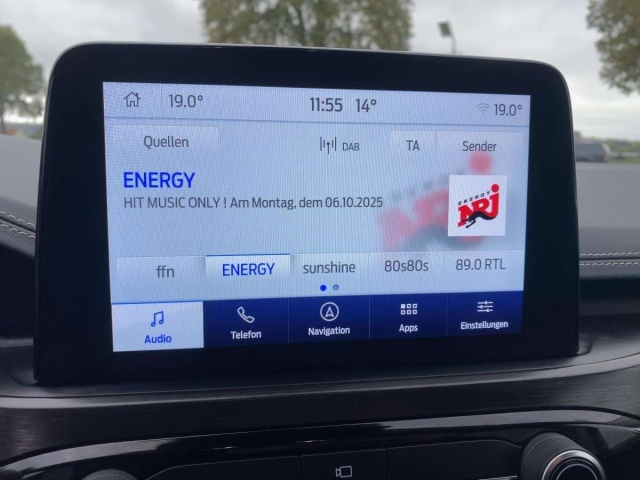 19.0° 11:55 14° 19.0°
Quellen DAB TA Sender
ENERGY
HIT MUSIC ONLY ! Am Montag, dem 06.10.2025
ENERGY
NRJ
ffn ENERGY sunshine 80s80s 89.0 RTL
Audio Telefon Navigation Apps Einstellungen